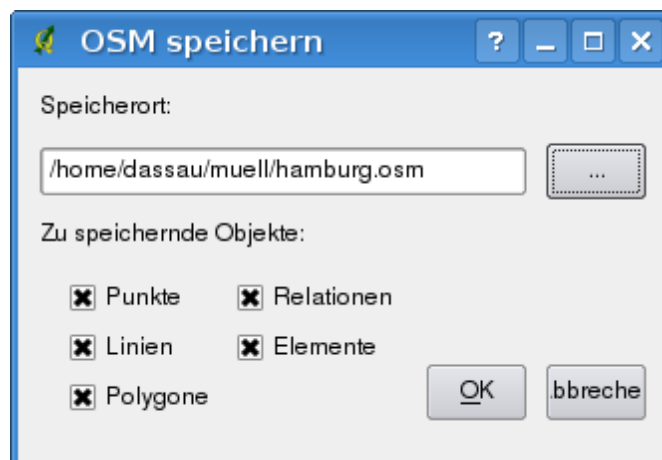 OSM speichern
?
Speicherort:
/home/dassau/muell/hamburg.osm
...
Zu speichernde Objekte:
Punkte Relationen
Linien Elemente
Polygone
OK
bbreche